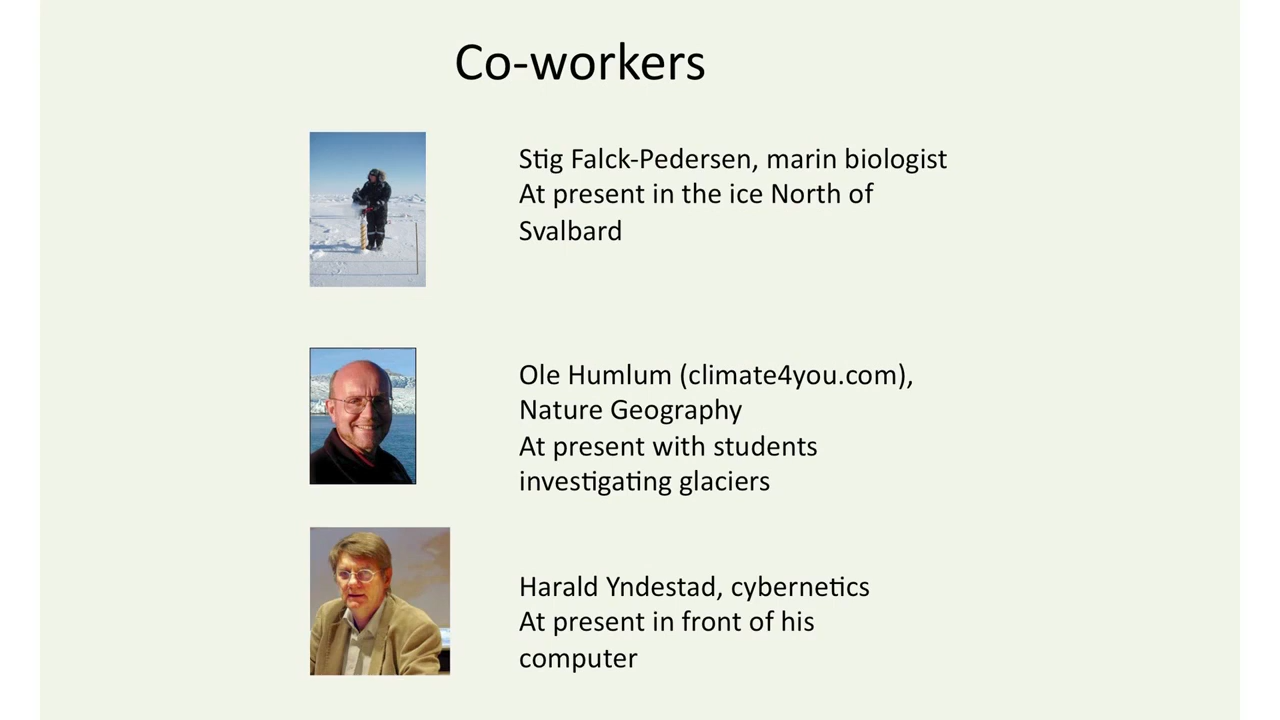 Co-workers
Stig Falck-Pedersen, marin biologist
At present in the ice North of
Svalbard
Ole Humlum (climate4you.com),
Nature Geography
At present with students
investigating glaciers
Harald Yndestad, cybernetics
At present in front of his
computer